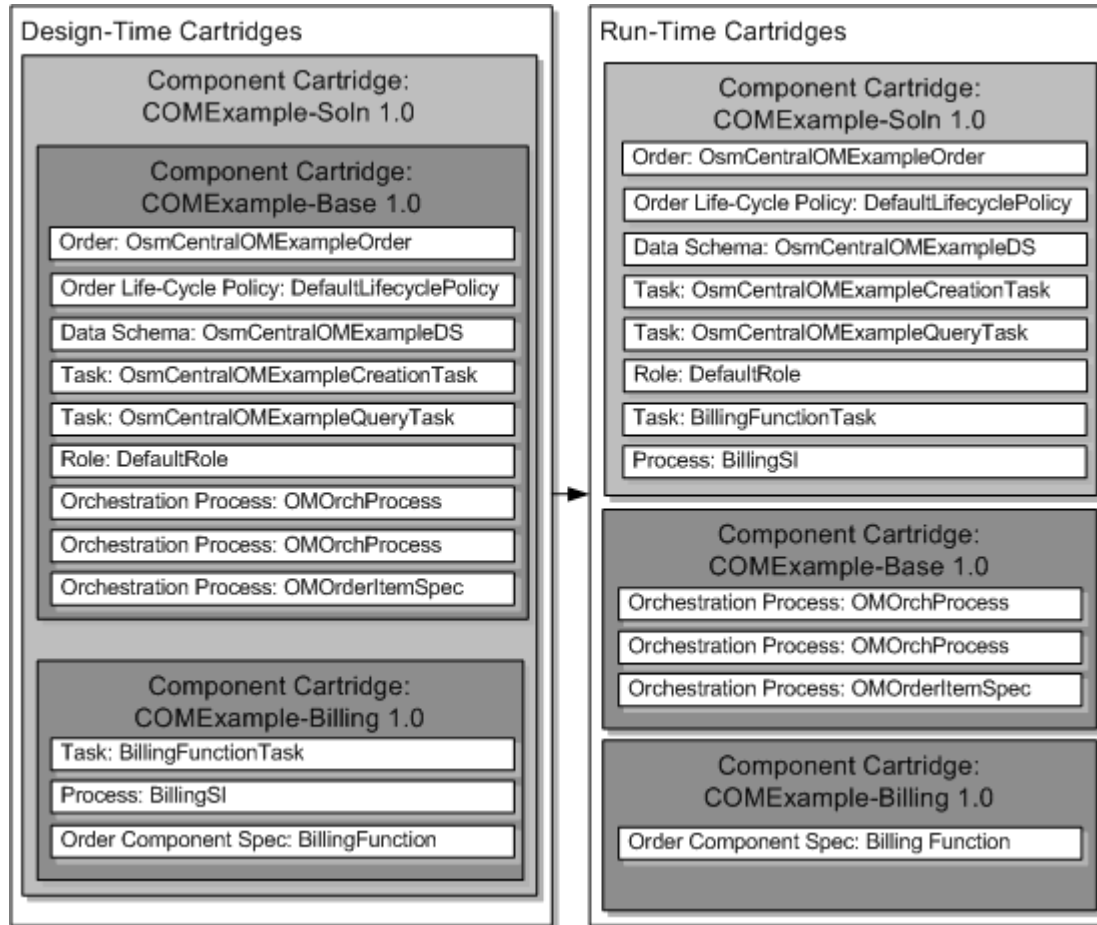 Design-Time Cartridges
Component Cartridge:
COMExample-Soln 1.0
Component Cartridge:
COMExample-Base 1.0
Order: OsmCentralOMExampleOrder
Order Life-Cycle Policy: DefaultLifecyclePolicy
Data Schema: OsmCentralOMExampleDS
Task: OsmCentralOMExampleCreationTask
Task: OsmCentralOMExampleQueryTask
Role: DefaultRole
Orchestration Process: OMOrchProcess
Orchestration Process: OMOrchProcess
Orchestration Process: OMOrderItemSpec
Component Cartridge:
COMExample-Billing 1.0
Task: BillingFunctionTask
Process: BillingSI
Order Component Spec: BillingFunction
Run-Time Cartridges
Component Cartridge:
COMExample-Soln 1.0
Order: OsmCentralOMExampleOrder
Order Life-Cycle Policy: DefaultLifecyclePolicy
Data Schema: OsmCentralOMExampleDS
Task: OsmCentralOMExampleCreationTask
Task: OsmCentralOMExampleQueryTask
Role: DefaultRole
Task: BillingFunctionTask
Process: BillingSI
Component Cartridge:
COMExample-Base 1.0
Orchestration Process: OMOrchProcess
Orchestration Process: OMOrchProcess
Orchestration Process: OMOrderItemSpec
Component Cartridge:
COMExample-Billing 1.0
Order Component Spec: Billing Function